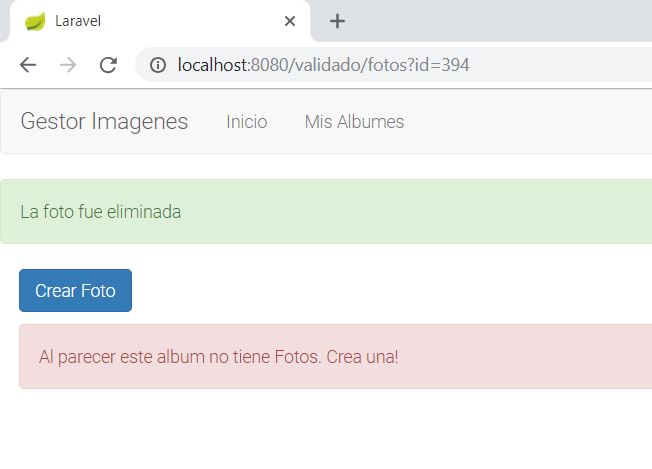 Laravel
localhost:8080/validado/fotos?id=394
Gestor Imagenes Inicio Mis Albumes
La foto fue eliminada
Crear Foto
Al parecer este album no tiene Fotos. Crea una!